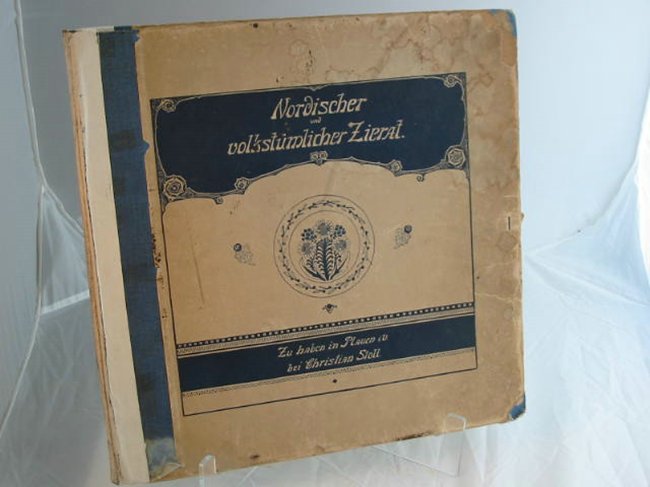 Nordischer
und
volkstümlicher Zierat.
Zu haben in Plauen i.V.
bei Christian Stoll.